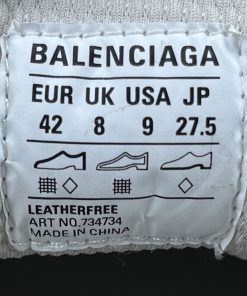 BALENCIAGA
EUR UK USA JP
42 8 9 27.5
LEATHERFREE
ART NO,734734
MADE IN CHINA